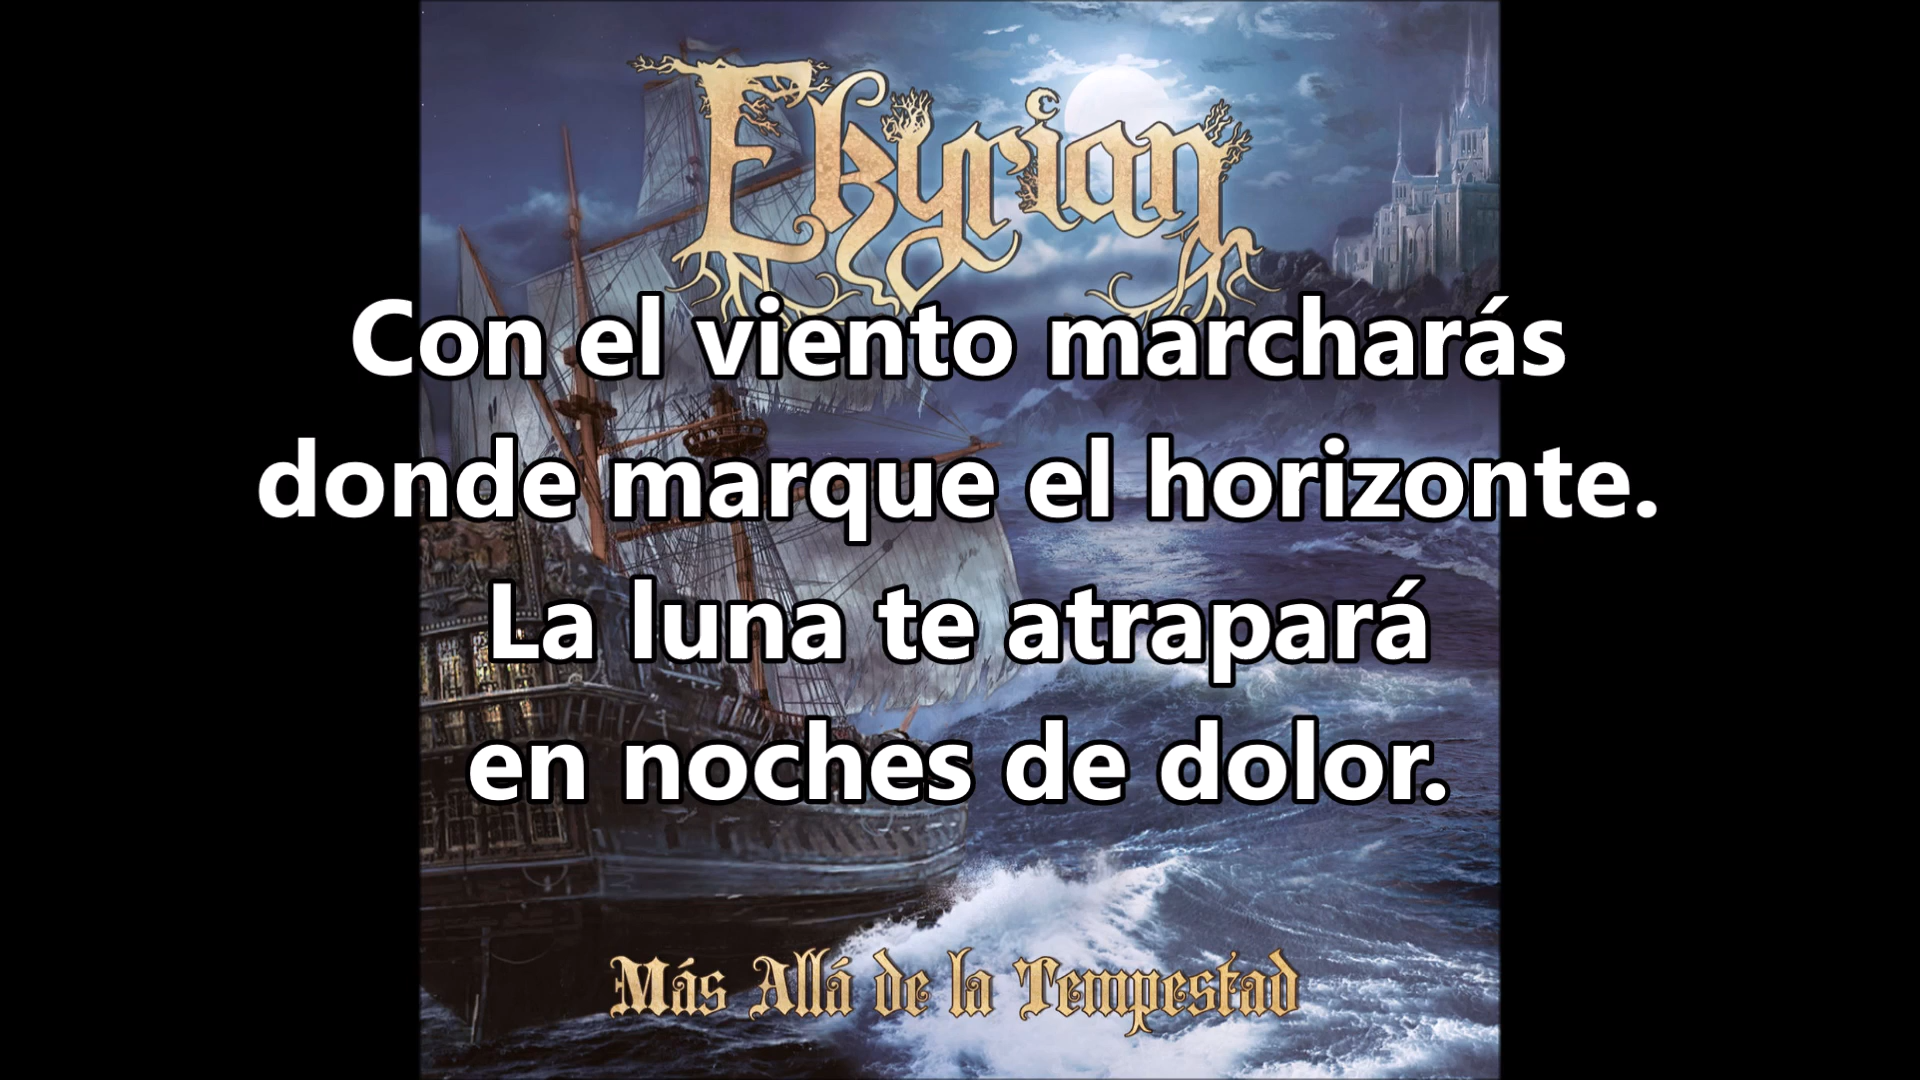 Ekyrian
Con el viento marcharás
donde marque el horizonte.
La luna te atrapará
en noches de dolor.
Más Allá de la Tempestad